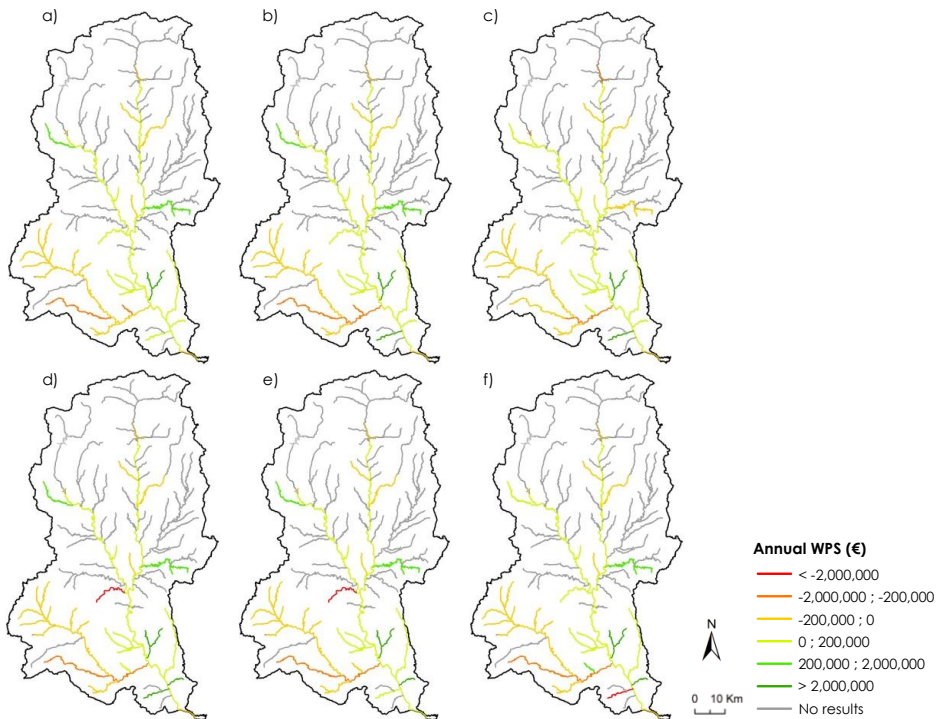 a)
b)
c)
d)
e)
f)
Annual WPS (€)
< -2,000,000
-2,000,000 ; -200,000
-200,000 ; 0
0 ; 200,000
200,000 ; 2,000,000
> 2,000,000
No results
N
0 10 Km